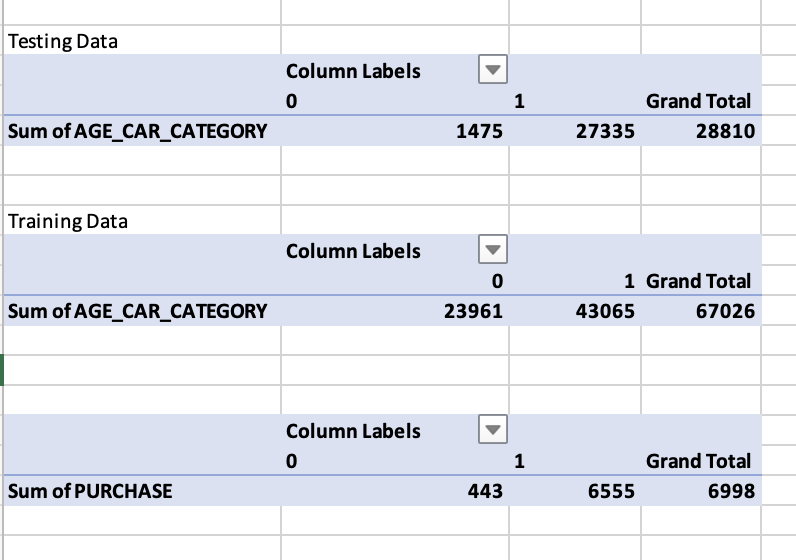 Testing Data
Column Labels
0 1 Grand Total
Sum of AGE_CAR_CATEGORY 1475 27335 28810
Training Data
Column Labels
0 1 Grand Total
Sum of AGE_CAR_CATEGORY 23961 43065 67026
Column Labels
0 1 Grand Total
Sum of PURCHASE 443 6555 6998